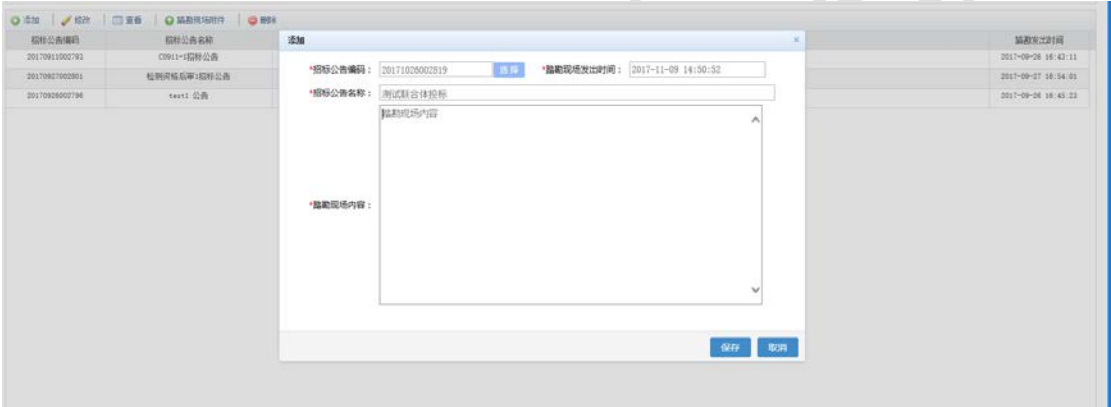 添加 修改 查看 踏勘现场附件 删除
招标公告编码 招标公告名称 踏勘发出时间
20170911002793 C0911-1招标公告 2017-09-28 16:43:11
20170927002801 检测资格后审1招标公告 2017-09-27 16:54:01
20170926002796 test1 公告 2017-09-26 16:45:23
添加 ×
*招标公告编码： 20171026002819 选择 *踏勘现场发出时间： 2017-11-09 14:50:52
*招标公告名称： 测试联合体投标
*踏勘现场内容： 踏勘现场内容
保存 取消